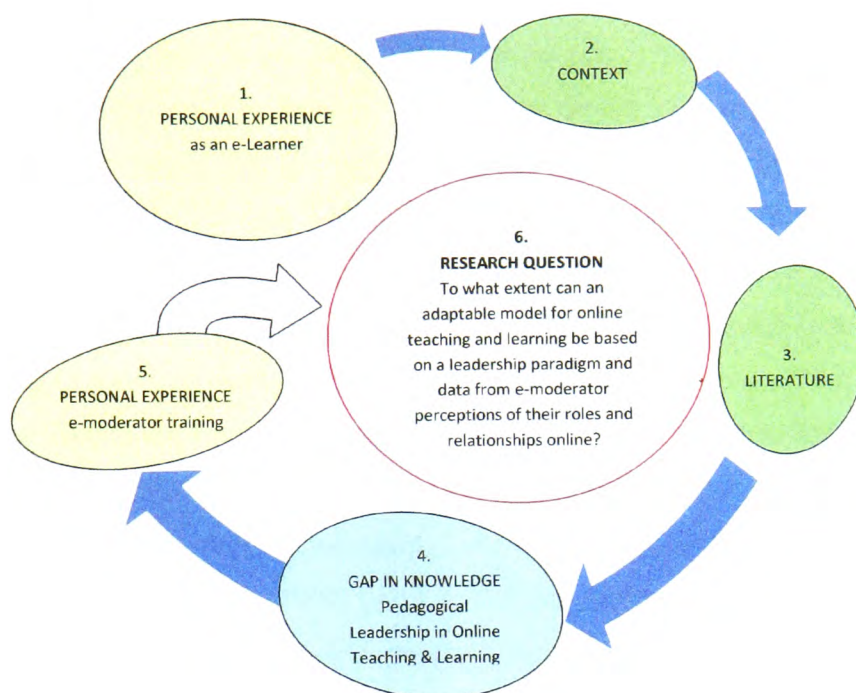 1.
PERSONAL EXPERIENCE
as an e-Learner
2.
CONTEXT
3.
LITERATURE
4.
GAP IN KNOWLEDGE
Pedagogical
Leadership in Online
Teaching & Learning
5.
PERSONAL EXPERIENCE
e-moderator training
6.
RESEARCH QUESTION
To what extent can an
adaptable model for online
teaching and learning be based
on a leadership paradigm and
data from e-moderator
perceptions of their roles and
relationships online?